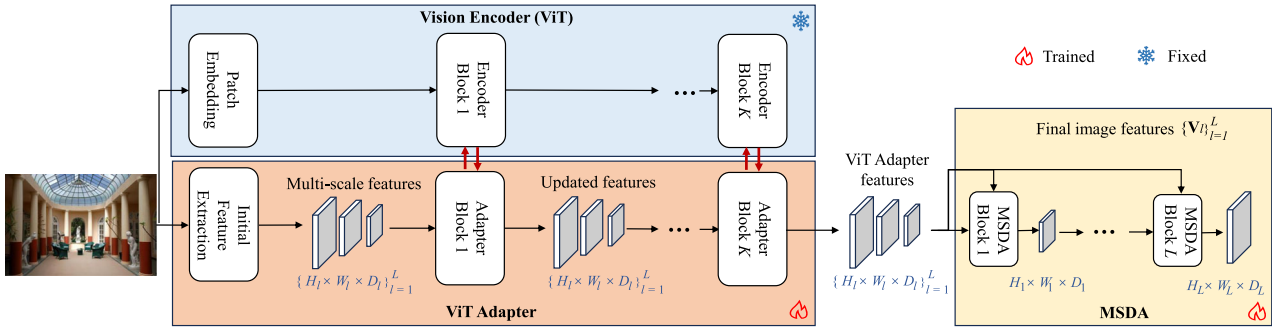 Vision Encoder (ViT)
Patch
Embedding
Encoder
Block 1
...
Encoder
Block K
Trained
Fixed
Initial
Feature
Extraction
Multi-scale features
{ H_l × W_l × D_l }_{l = 1}^L
Adapter
Block 1
Updated features
{ H_l × W_l × D_l }_{l = 1}^L
...
Adapter
Block K
ViT Adapter
ViT Adapter
features
{ H_l × W_l × D_l }_{l = 1}^L
Final image features {V_l}_{l=1}^L
MSDA
Block 1
H_1 × W_1 × D_1
...
MSDA
Block L
H_L × W_L × D_L
MSDA